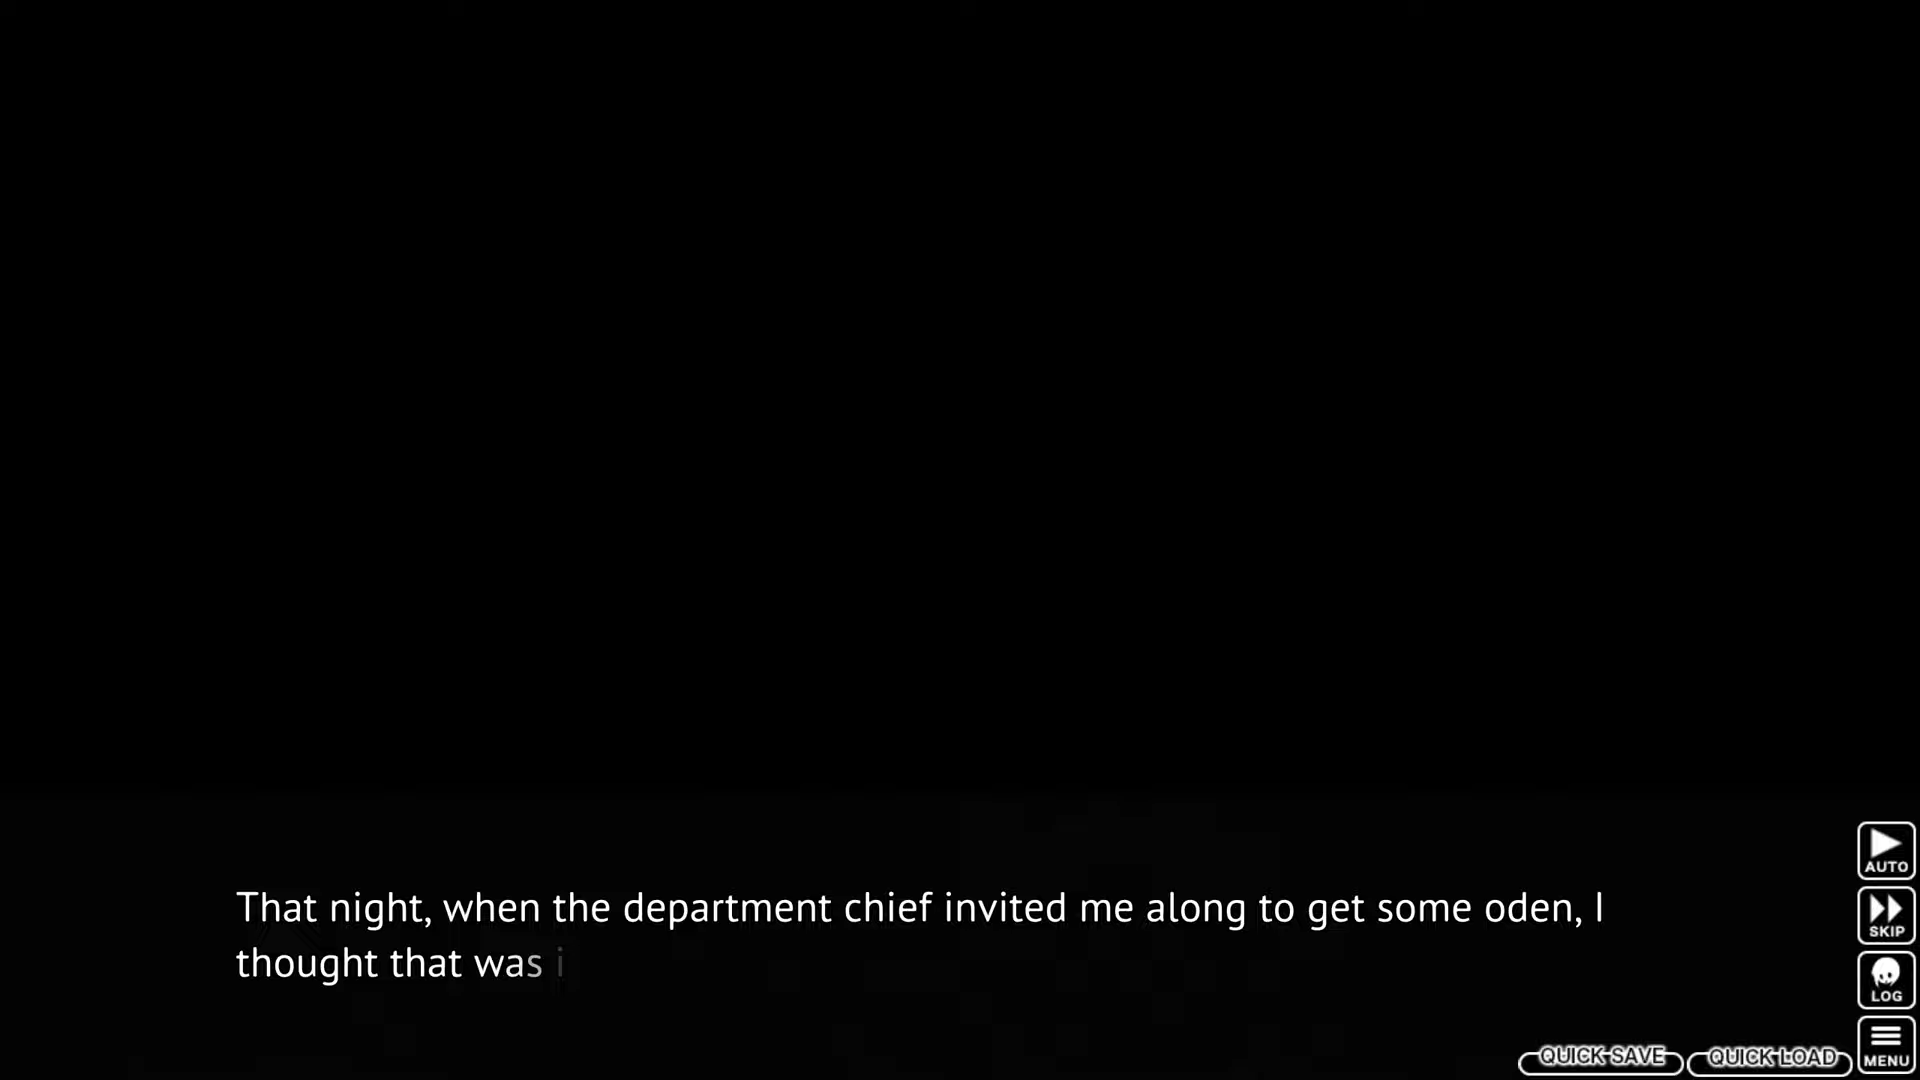 That night, when the department chief invited me along to get some oden, I
thought that was i
AUTO
SKIP
LOG
MENU
QUICK SAVE
QUICK LOAD